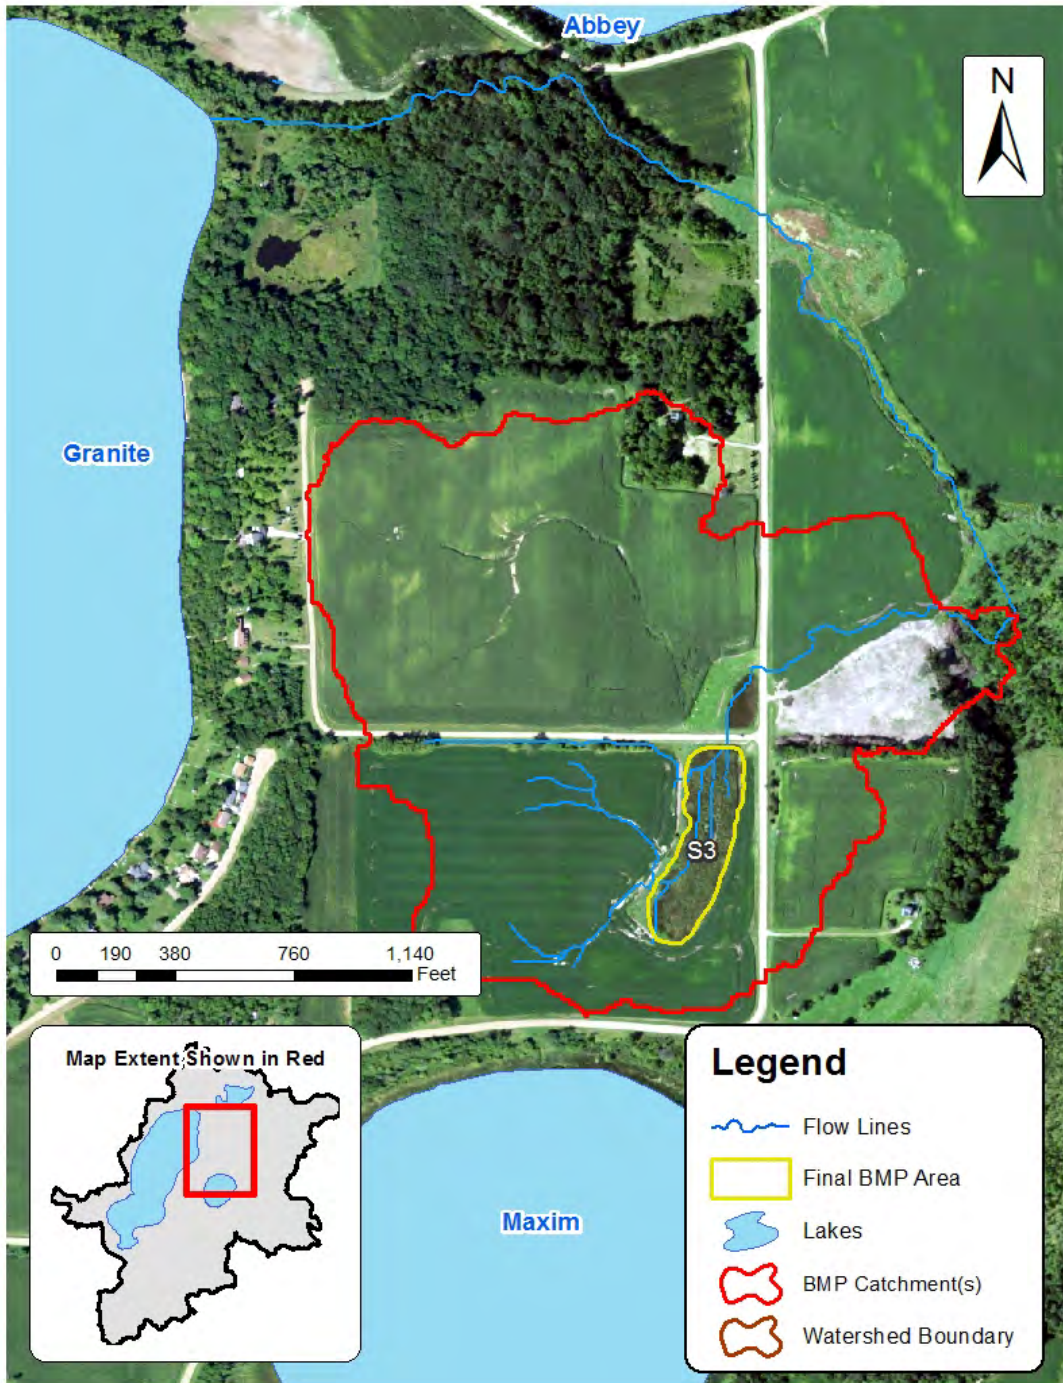 Abbey
N
Granite
S3
0 190 380 760 1,140
Feet
Map Extent Shown in Red
Maxim
Legend
Flow Lines
Final BMP Area
Lakes
BMP Catchment(s)
Watershed Boundary